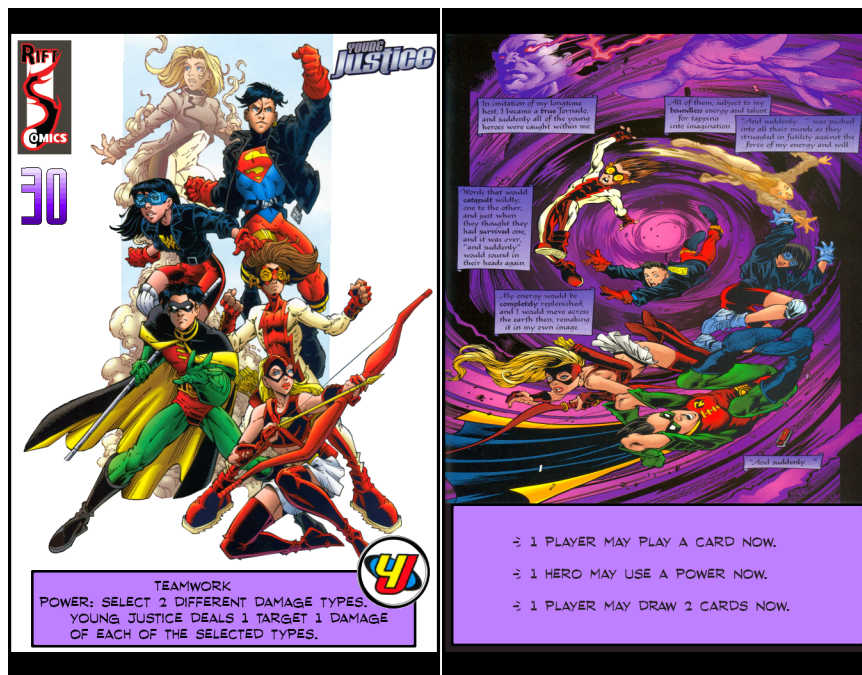 RIFT
COMICS
YOUNG
JUSTICE
30
YJ
TEAMWORK
POWER: SELECT 2 DIFFERENT DAMAGE TYPES.
YOUNG JUSTICE DEALS 1 TARGET 1 DAMAGE
OF EACH OF THE SELECTED TYPES.
In imitation of my longtime
host, I became a true tornado,
and suddenly all of the young
heroes were caught within me.
All of them, subject to my
boundless energy and talent
for tapping
into imagination.
"And suddenly..." was pushed
into all their minds as they
struggled in futility against the
force of my energy and will.
Words that would
catapult wildly,
one to the other,
and just when
they thought they
had survived one,
and it was over,
"and suddenly"
would sound in
their heads again.
My energy would be
completely replenished,
and I would move across
the earth then, remaking
it in my own image.
"And suddenly..."
1 PLAYER MAY PLAY A CARD NOW.
1 HERO MAY USE A POWER NOW.
1 PLAYER MAY DRAW 2 CARDS NOW.